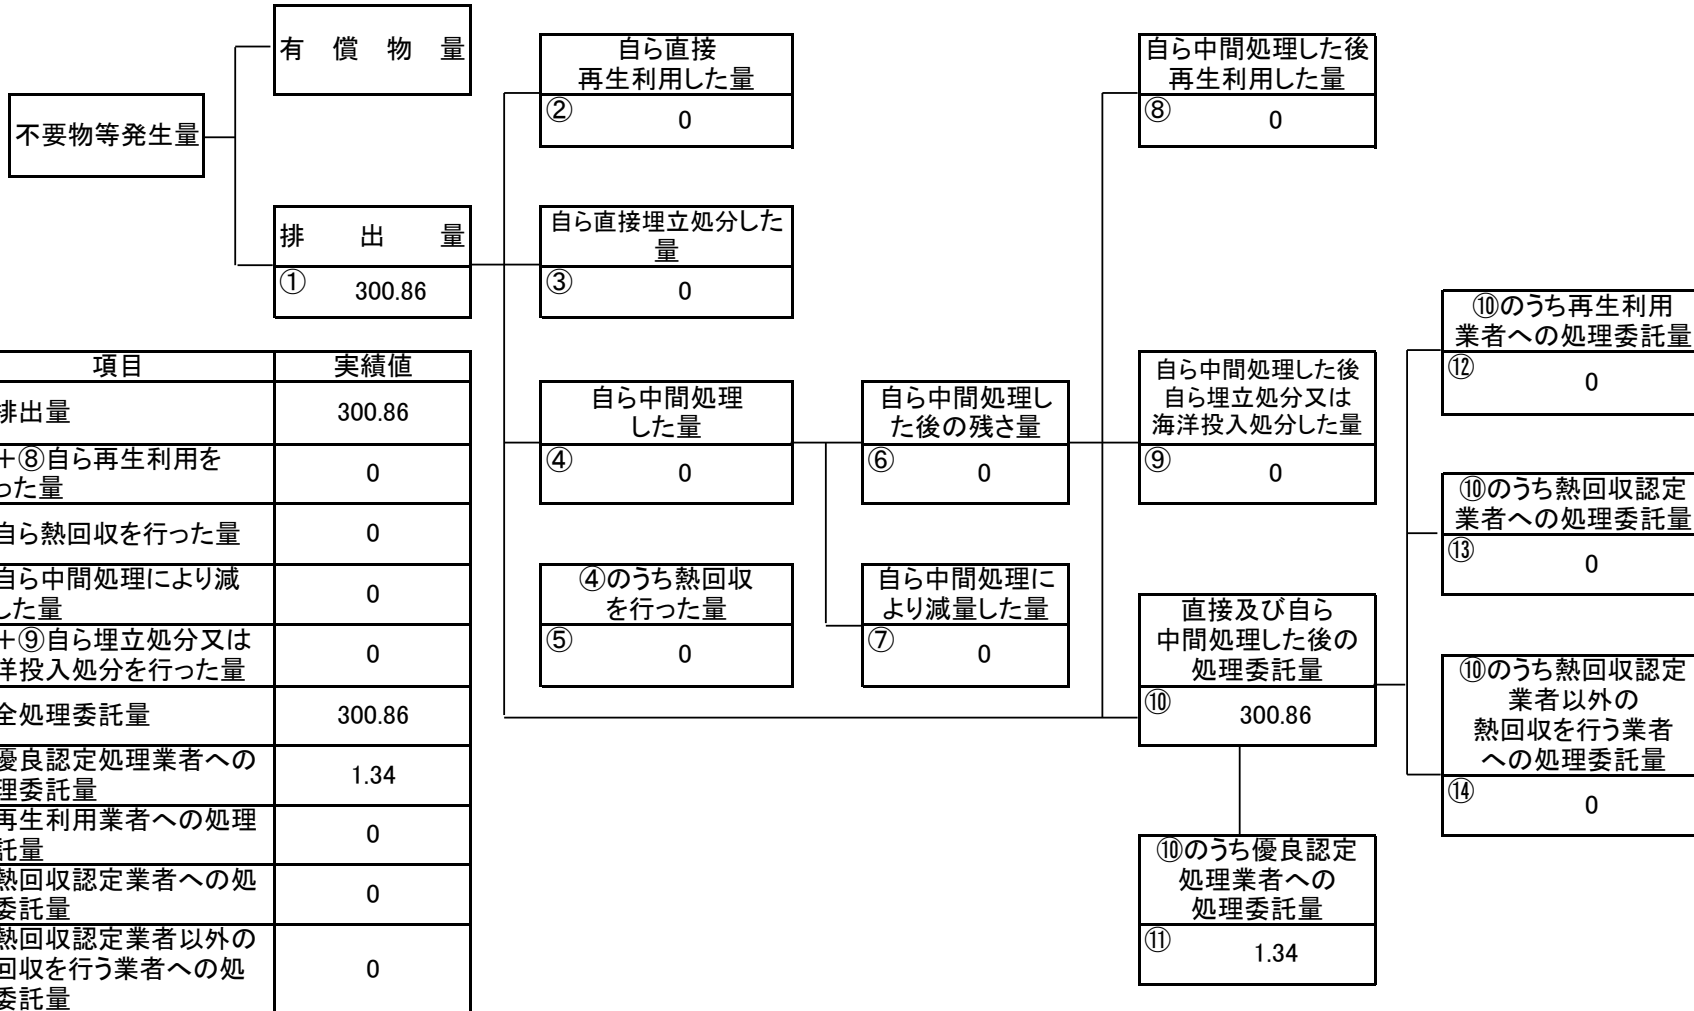 有償物量
不要物等発生量
排出量
① 300.86
自ら直接
再生利用した量
② 0
自ら直接埋立処分した
量
③ 0
自ら中間処理
した量
④ 0
④のうち熱回収
を行った量
⑤ 0
自ら中間処理し
た後の残さ量
⑥ 0
自ら中間処理に
より減量した量
⑦ 0
自ら中間処理した後
再生利用した量
⑧ 0
自ら中間処理した後
自ら埋立処分又は
海洋投入処分した量
⑨ 0
直接及び自ら
中間処理した後の
処理委託量
⑩ 300.86
⑩のうち優良認定
処理業者への
処理委託量
⑪ 1.34
⑩のうち再生利用
業者への処理委託量
⑫ 0
⑩のうち熱回収認定
業者への処理委託量
⑬ 0
⑩のうち熱回収認定
業者以外の
熱回収を行う業者
への処理委託量
⑭ 0
項目 実績値
排出量 300.86
+⑧自ら再生利用を
った量 0
自ら熱回収を行った量 0
自ら中間処理により減
した量 0
+⑨自ら埋立処分又は
洋投入処分を行った量 0
全処理委託量 300.86
優良認定処理業者への
理委託量 1.34
再生利用業者への処理
託量 0
熱回収認定業者への処
委託量 0
熱回収認定業者以外の
回収を行う業者への処
委託量 0